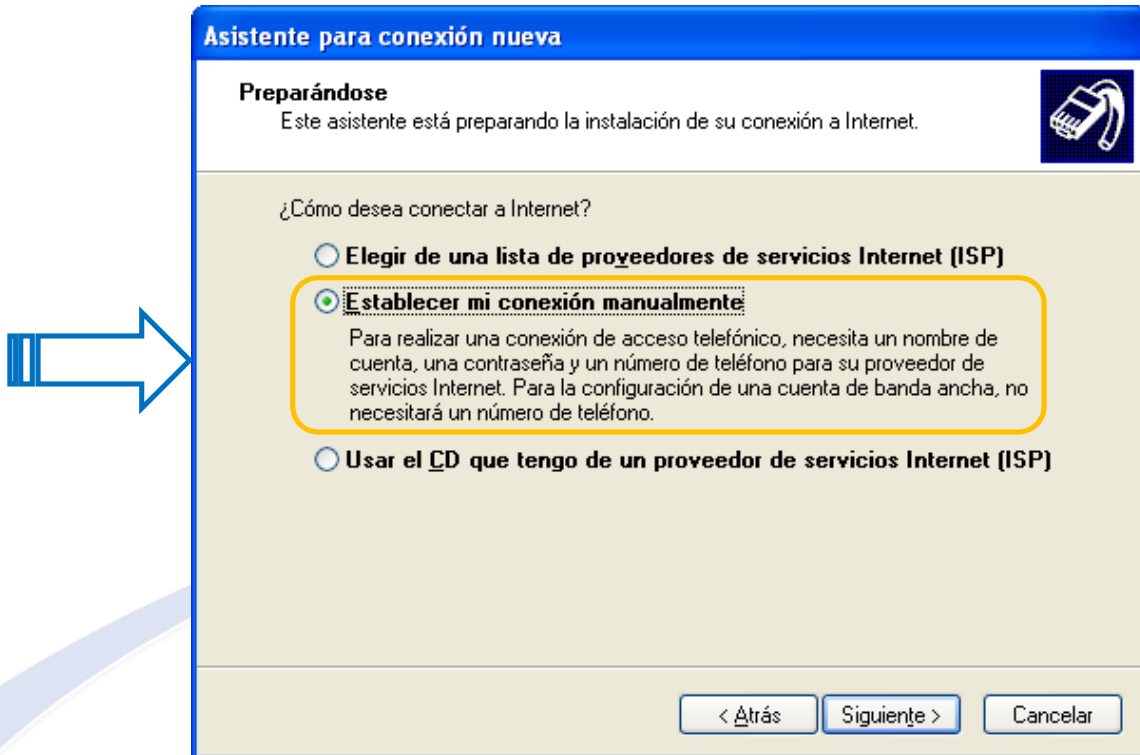 Asistente para conexión nueva
Preparándose
Este asistente está preparando la instalación de su conexión a Internet.
¿Cómo desea conectar a Internet?
Elegir de una lista de proveedores de servicios Internet (ISP)
Establecer mi conexión manualmente
Para realizar una conexión de acceso telefónico, necesita un nombre de
cuenta, una contraseña y un número de teléfono para su proveedor de
servicios Internet. Para la configuración de una cuenta de banda ancha, no
necesitará un número de teléfono.
Usar el CD que tengo de un proveedor de servicios Internet (ISP)
< Atrás Siguiente > Cancelar